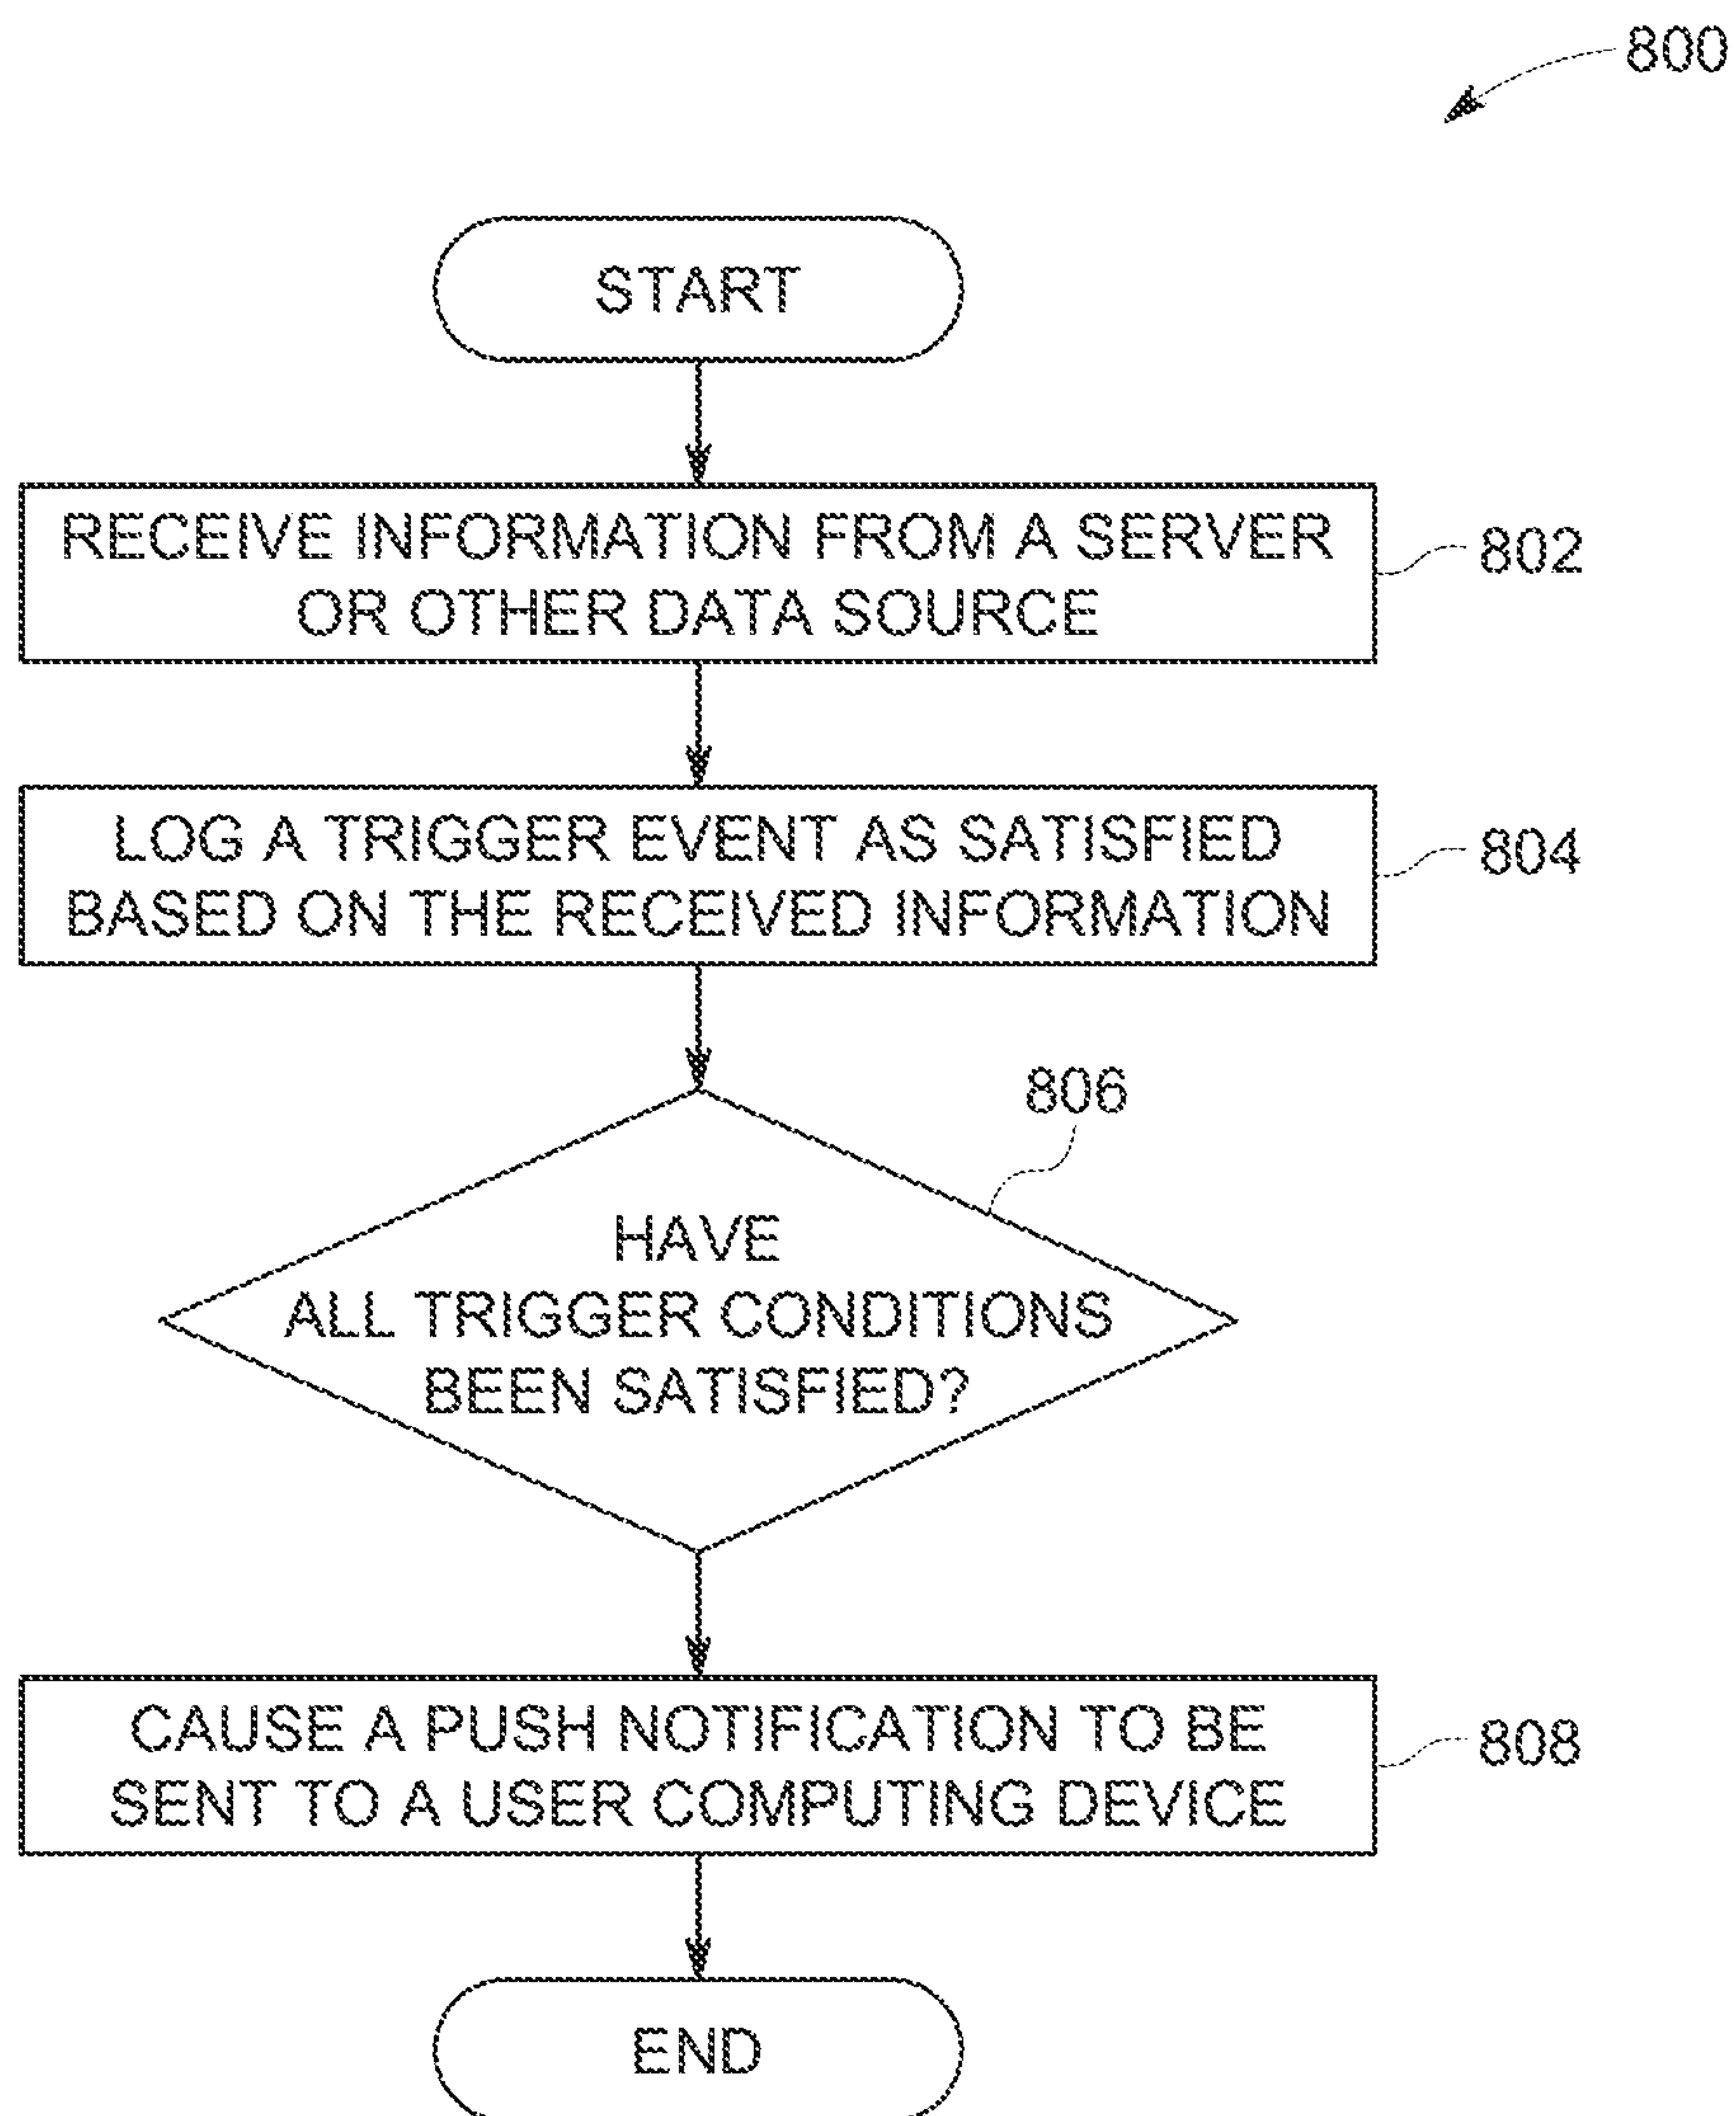 800
START
RECEIVE INFORMATION FROM A SERVER
OR OTHER DATA SOURCE
802
LOG A TRIGGER EVENT AS SATISFIED
BASED ON THE RECEIVED INFORMATION
804
806
HAVE
ALL TRIGGER CONDITIONS
BEEN SATISFIED?
CAUSE A PUSH NOTIFICATION TO BE
SENT TO A USER COMPUTING DEVICE
808
END